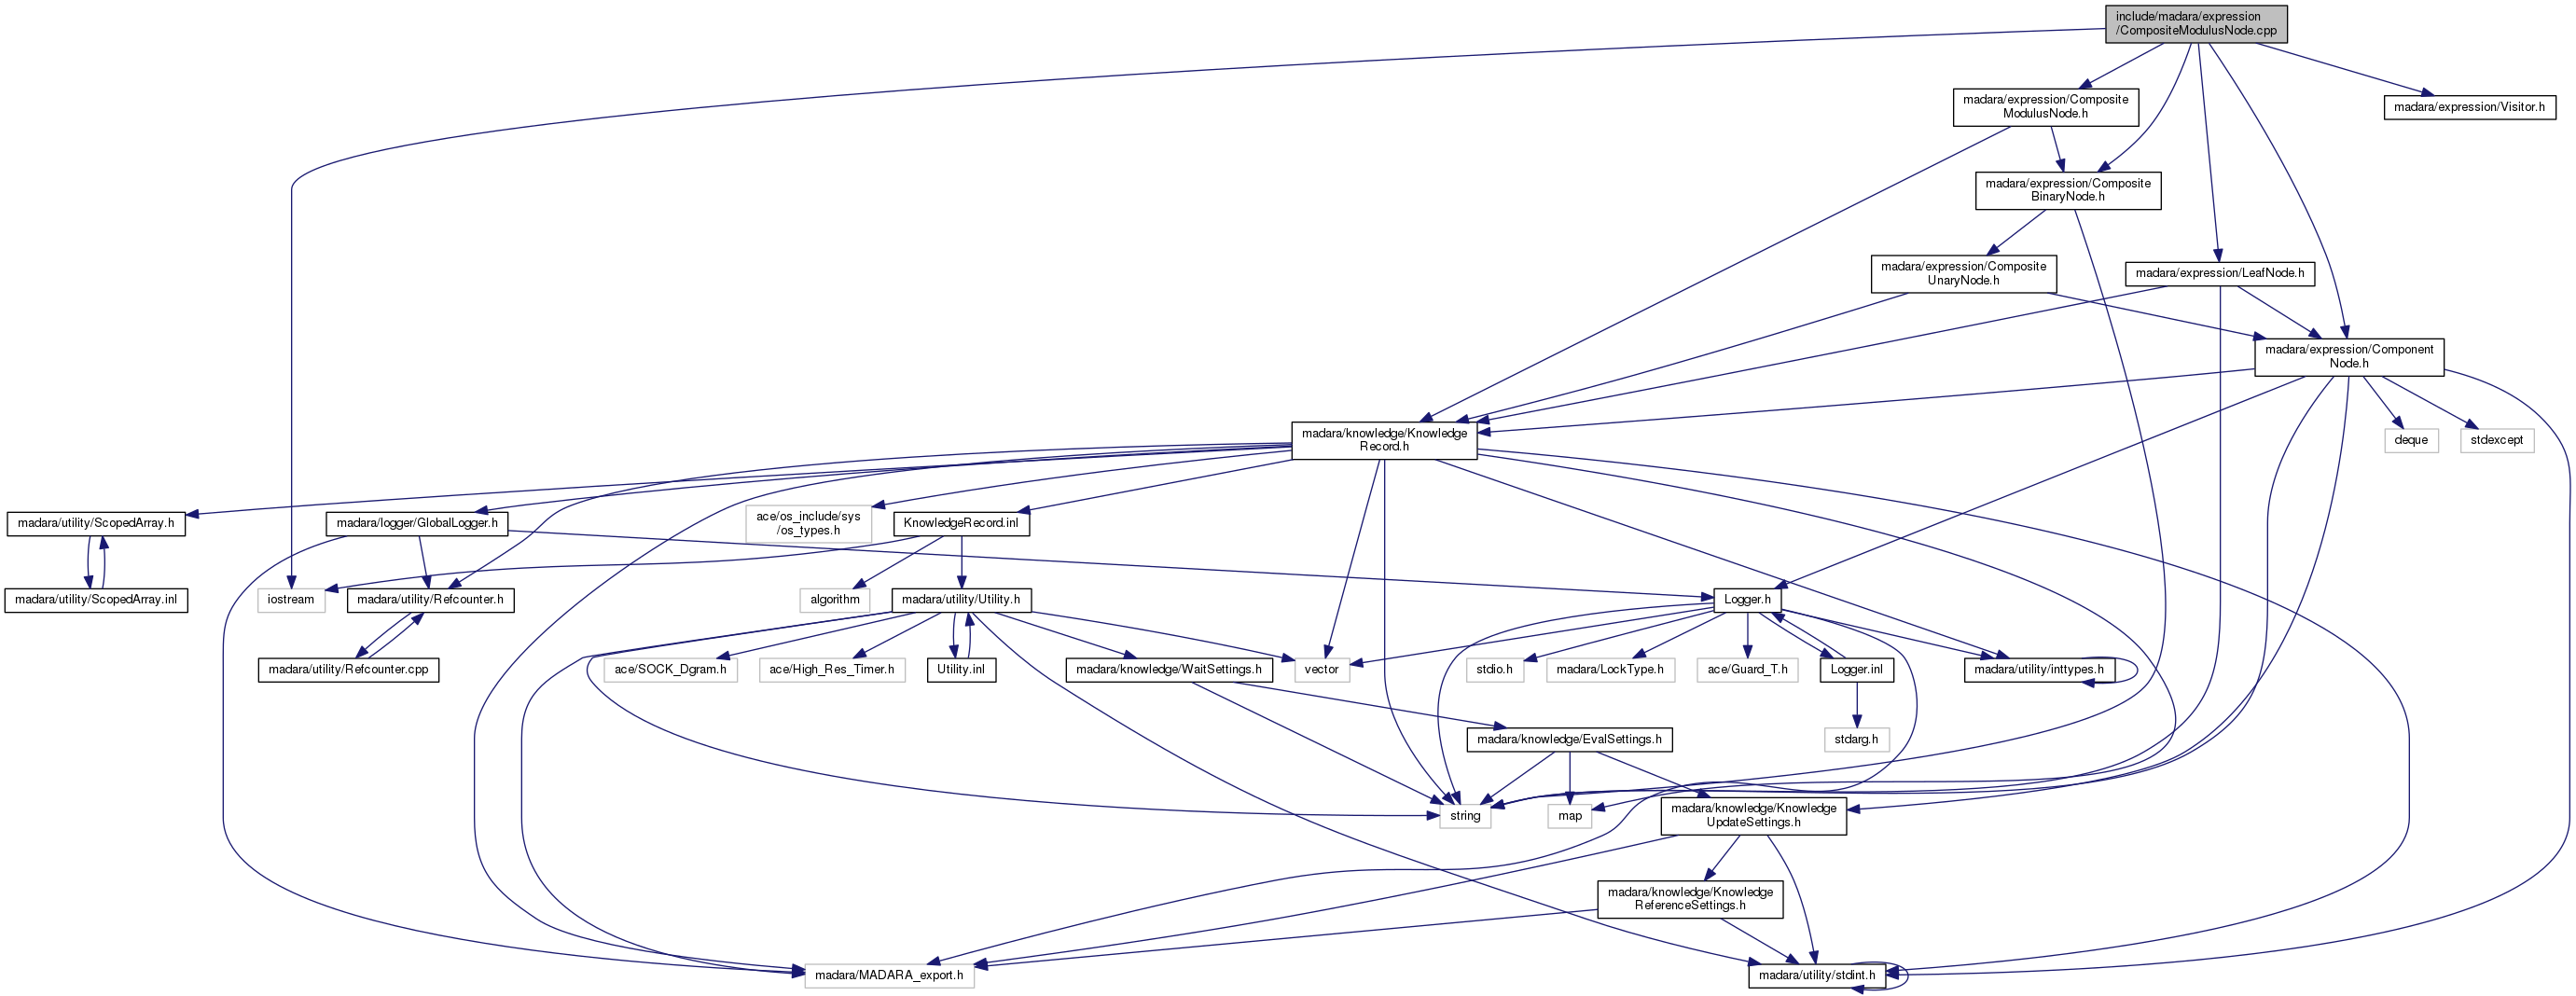 include/madara/expression
/CompositeModulusNode.cpp
madara/expression/Composite
ModulusNode.h
madara/expression/Visitor.h
madara/expression/Composite
BinaryNode.h
madara/expression/Composite
UnaryNode.h
madara/expression/LeafNode.h
madara/expression/Component
Node.h
madara/knowledge/Knowledge
Record.h
deque
stdexcept
madara/utility/ScopedArray.h
madara/logger/GlobalLogger.h
ace/os_include/sys
/os_types.h
KnowledgeRecord.inl
madara/utility/ScopedArray.inl
iostream
madara/utility/Refcounter.h
algorithm
madara/utility/Utility.h
Logger.h
madara/utility/Refcounter.cpp
ace/SOCK_Dgram.h
ace/High_Res_Timer.h
Utility.inl
madara/knowledge/WaitSettings.h
vector
stdio.h
madara/LockType.h
ace/Guard_T.h
Logger.inl
madara/utility/inttypes.h
madara/knowledge/EvalSettings.h
stdarg.h
string
map
madara/knowledge/Knowledge
UpdateSettings.h
madara/knowledge/Knowledge
ReferenceSettings.h
madara/MADARA_export.h
madara/utility/stdint.h